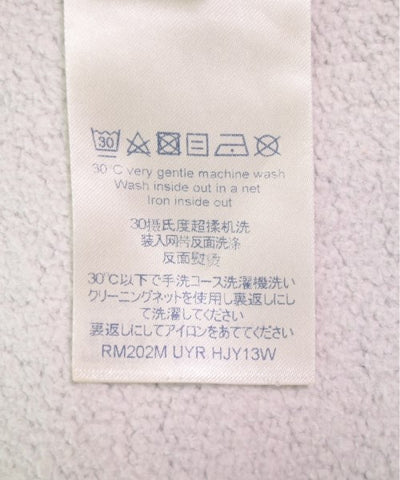 30
30°C very gentle machine wash
Wash inside out in a net
Iron inside out
30摄氏度超揉机洗
装入网号反面洗涤
反面熨烫
30℃以下で手洗コース洗濯機洗い
クリーニングネットを使用し裏返しにし
て洗濯してください
裏返しにしてアイロンをあててください
RM202M UYR HJY13W